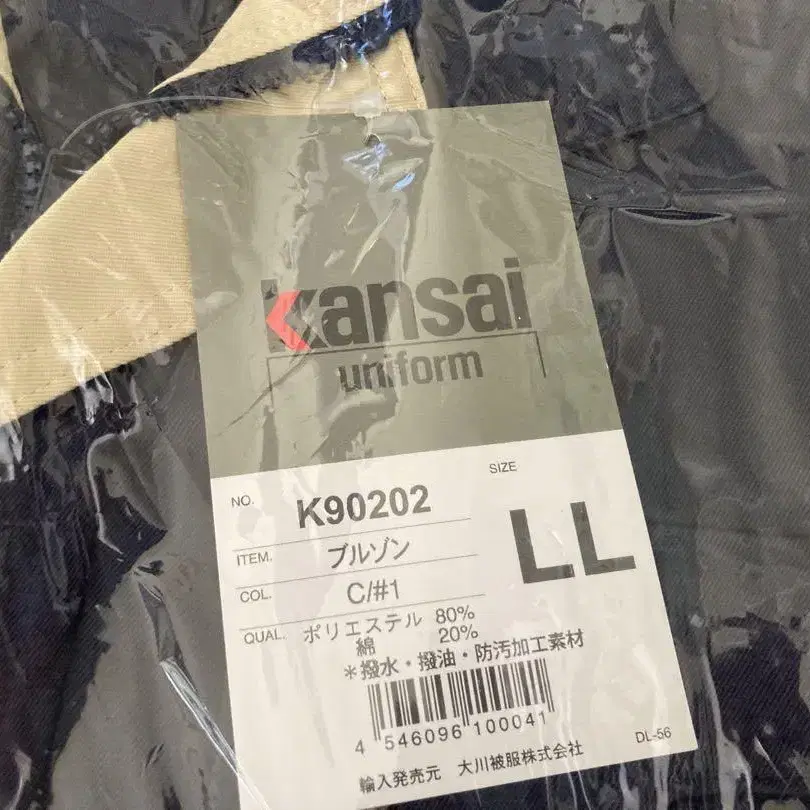 kansai
uniform
NO. K90202
SIZE LL
ITEM. ブルゾン
COL. C/#1
QUAL. ポリエステル 80%
綿 20%
*撥水・撥油・防汚加工素材
4 546096 100041
輸入発売元 大川被服株式会社
DL-56